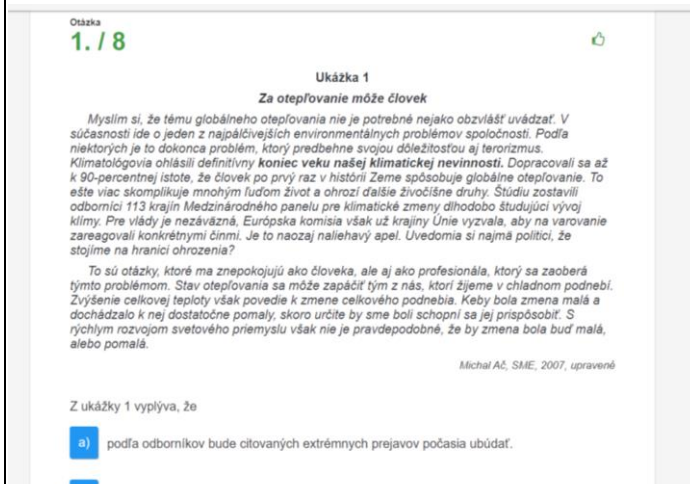 Otázka
1. / 8
Ukážka 1
Za otepľovanie môže človek
Myslím si, že tému globálneho otepľovania nie je potrebné nejako obzvlášť uvádzať. V
súčasnosti ide o jeden z najpálčivejších environmentálnych problémov spoločnosti. Podľa
niektorých je to dokonca problém, ktorý predbehne svojou dôležitosťou aj terorizmus.
Klimatológovia ohlásili definitívny koniec veku našej klimatickej nevinnosti. Dopracovali sa až
k 90-percentnej istote, že človek po prvý raz v histórii Zeme spôsobuje globálne otepľovanie. To
ešte viac skomplikuje mnohým ľuďom život a ohrozí ďalšie živočíšne druhy. Štúdiu zostavili
odborníci 113 krajín Medzinárodného panelu pre klimatické zmeny dlhodobo študujúci vývoj
klímy. Pre vlády je nezáväzná, Európska komisia však už krajiny Únie vyzvala, aby na varovanie
zareagovali konkrétnymi činmi. Je to naozaj naliehavý apel. Uvedomia si najmä politici, že
stojíme na hranici ohrozenia?
To sú otázky, ktoré ma znepokojujú ako človeka, ale aj ako profesionála, ktorý sa zaoberá
týmto problémom. Stav otepľovania sa môže zapáčiť tým z nás, ktorí žijeme v chladnom podnebí.
Zvýšenie celkovej teploty však povedie k zmene celkového podnebia. Keby bola zmena malá a
dochádzalo k nej dostatočne pomaly, skoro určite by sme boli schopní sa jej prispôsobiť. S
rýchlym rozvojom svetového priemyslu však nie je pravdepodobné, že by zmena bola buď malá,
alebo pomalá.
Michal Ač, SME, 2007, upravené
Z ukážky 1 vyplýva, že
a) podľa odborníkov bude citovaných extrémnych prejavov počasia ubúdať.